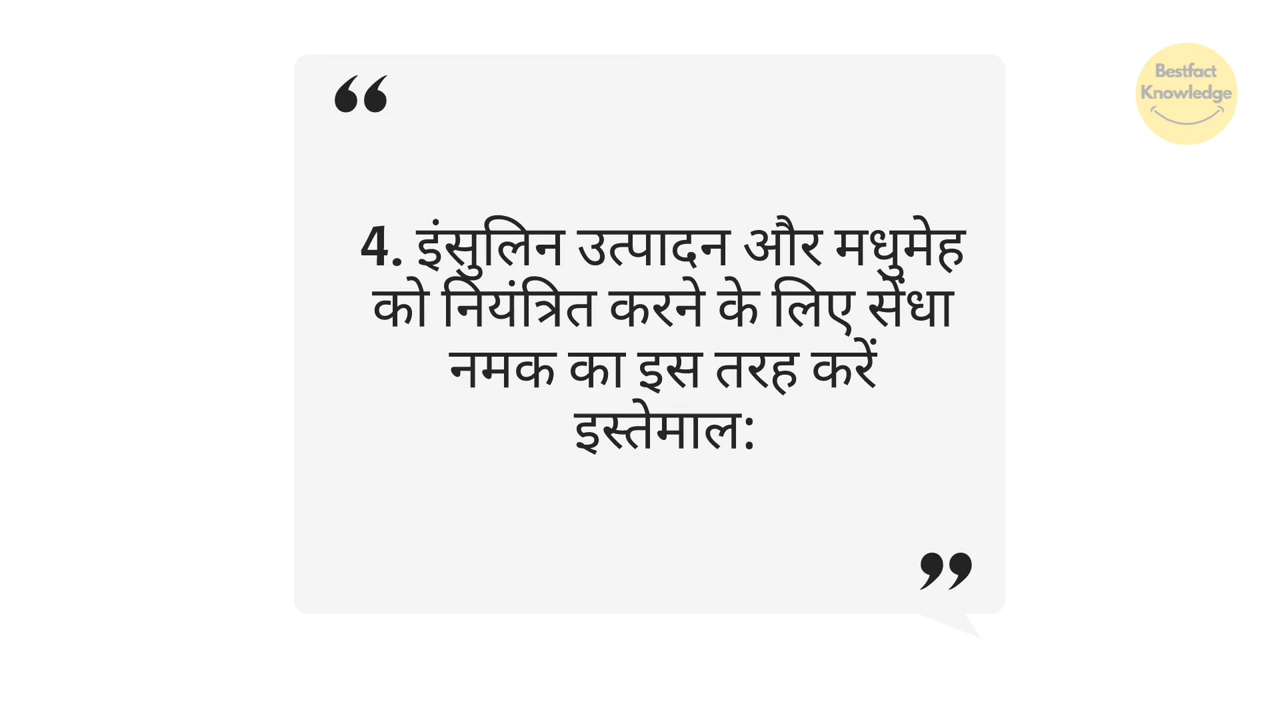 Bestfact
Knowledge
“
4. इंसुलिन उत्पादन और मधुमेह
को नियंत्रित करने के लिए सेंधा
नमक का इस तरह करें
इस्तेमाल:
”